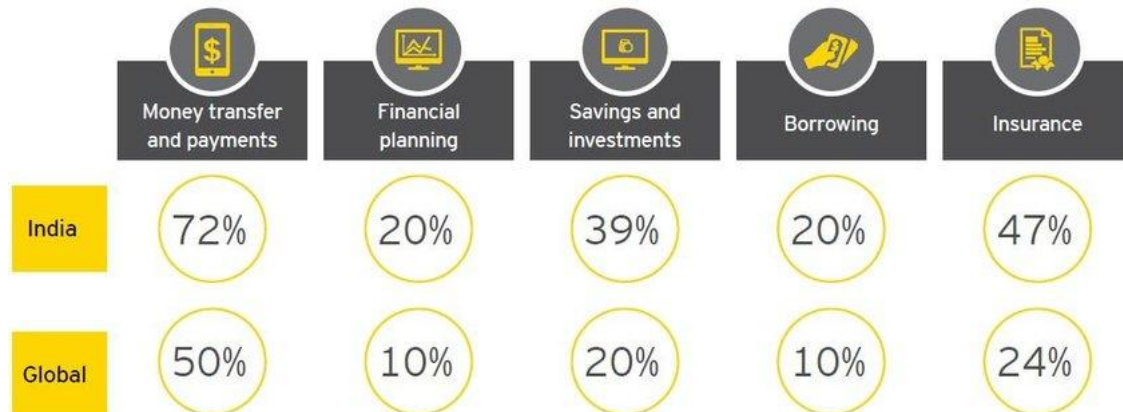 $
Money transfer
and payments
Financial
planning
Savings and
investments
Borrowing
Insurance
India
72%
20%
39%
20%
47%
Global
50%
10%
20%
10%
24%